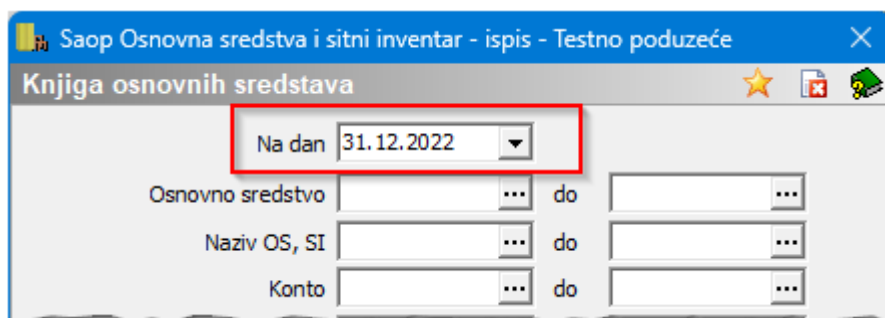 Saop Osnovna sredstva i sitni inventar - ispis - Testno poduzeće
Knjiga osnovnih sredstava
Na dan 31.12.2022
Osnovno sredstvo ... do ...
Naziv OS, SI ... do ...
Konto ... do ...